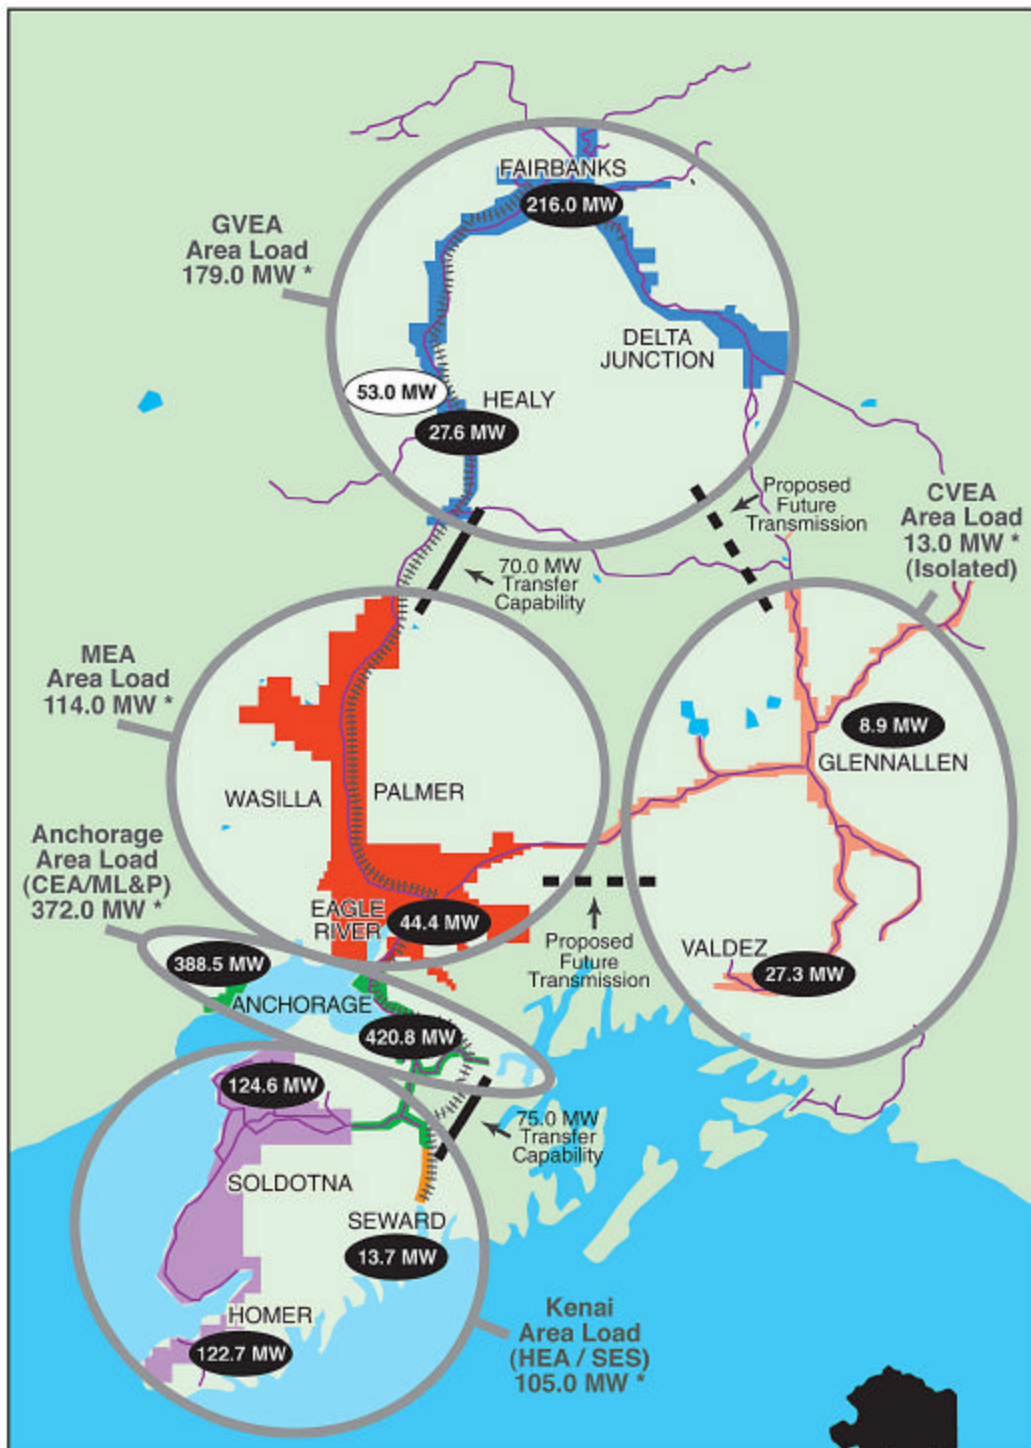 FAIRBANKS
216.0 MW
GVEA
Area Load
179.0 MW *
DELTA
JUNCTION
53.0 MW
HEALY
27.6 MW
Proposed
Future
Transmission
CVEA
Area Load
13.0 MW *
(Isolated)
70.0 MW
Transfer
Capability
MEA
Area Load
114.0 MW *
8.9 MW
GLENNALLEN
WASILLA
PALMER
Anchorage
Area Load
(CEA/ML&P)
372.0 MW *
EAGLE
RIVER
44.4 MW
Proposed
Future
Transmission
VALDEZ
27.3 MW
388.5 MW
ANCHORAGE
420.8 MW
124.6 MW
75.0 MW
Transfer
Capability
SOLDOTNA
SEWARD
13.7 MW
HOMER
122.7 MW
Kenai
Area Load
(HEA / SES)
105.0 MW *